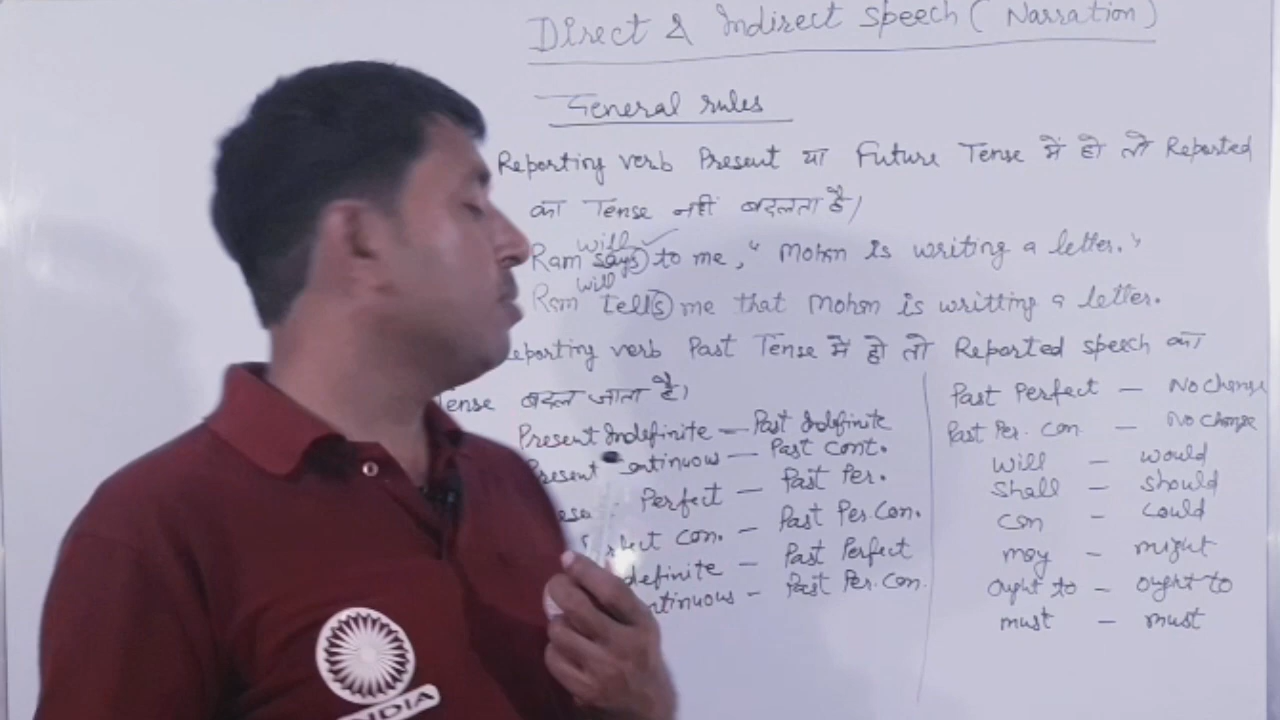 Direct & Indirect Speech (Narration)
General rules
Reporting verb Present या Future Tense में हो तो Reported
का Tense नहीं बदलता है।
will
Ram says to me, "Mohan is writing a letter."
will
Ram tells me that Mohan is writting a letter.
Reporting verb Past Tense में हो तो Reported speech का
Tense बदल जाता है।
Present Indefinite — Past Indefinite
Present Continuous — Past Cont.
Perfect — Past Per.
Con. — Past Per. Con.
definite — Past Perfect
ntinuous — Past Per. Con.
Past Perfect — No change
Past Per. Con — No change
will — would
shall — should
can — could
may — might
ought to — ought to
must — must
INDIA